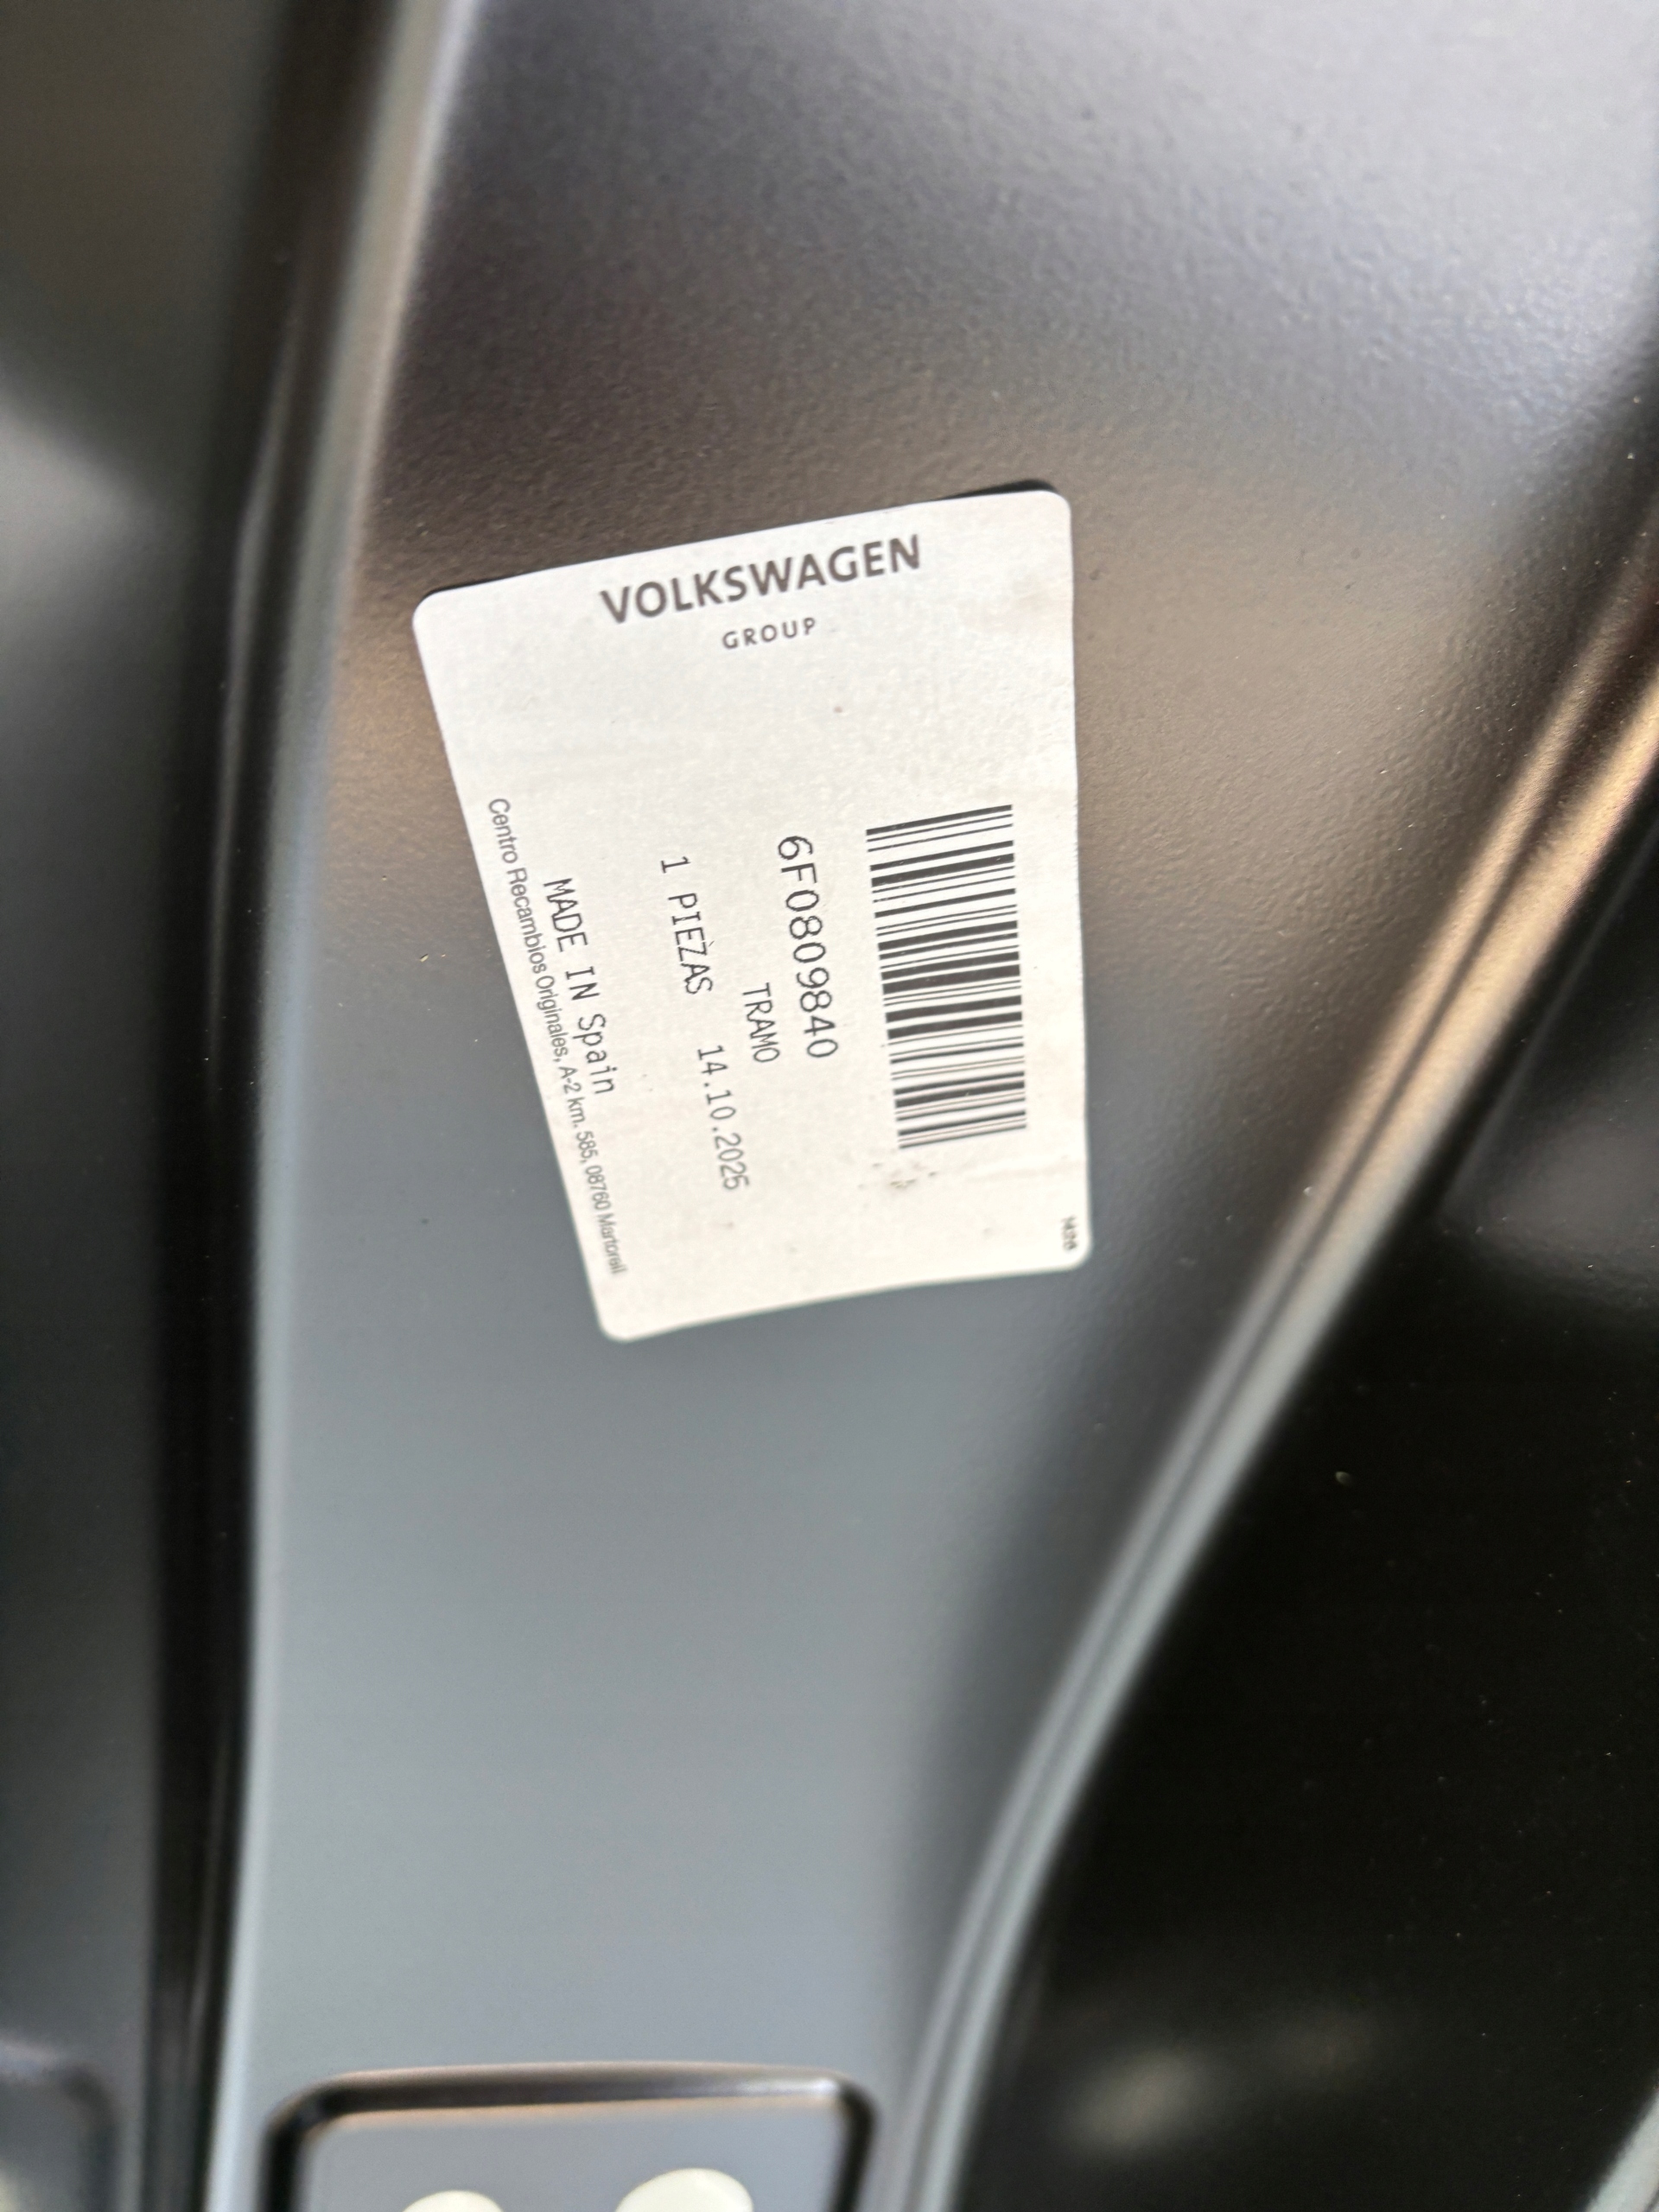 VOLKSWAGEN
GROUP
6F0809840
TRAMO
1 PIEZAS 14.10.2025
MADE IN Spain
Centro Recambios Originales, A-2 km. 585, 08760 Martorell